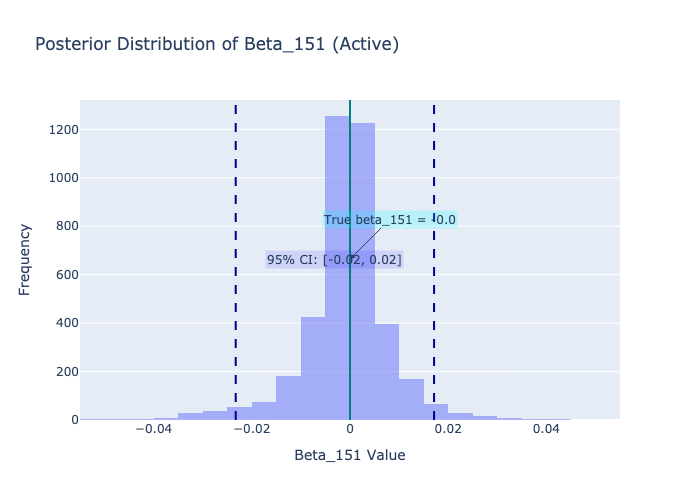 Posterior Distribution of Beta_151 (Active)
1200
1000
800
600
400
200
0
Frequency
True beta_151 = -0.0
95% CI: [-0.02, 0.02]
−0.04
−0.02
0
0.02
0.04
Beta_151 Value